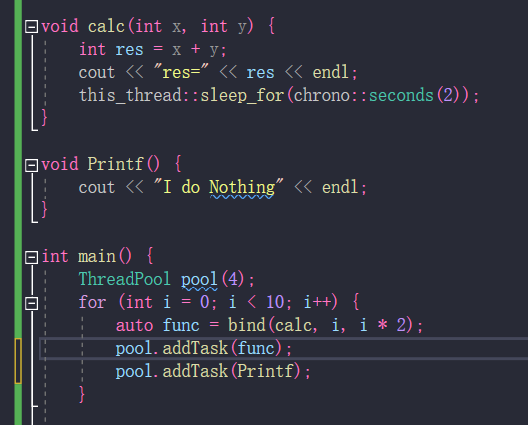 void calc(int x, int y) {
    int res = x + y;
    cout << "res=" << res << endl;
    this_thread::sleep_for(chrono::seconds(2));
}
void Printf() {
    cout << "I do Nothing" << endl;
}
int main() {
    ThreadPool pool(4);
    for (int i = 0; i < 10; i++) {
        auto func = bind(calc, i, i * 2);
        pool.addTask(func);
        pool.addTask(Printf);
    }